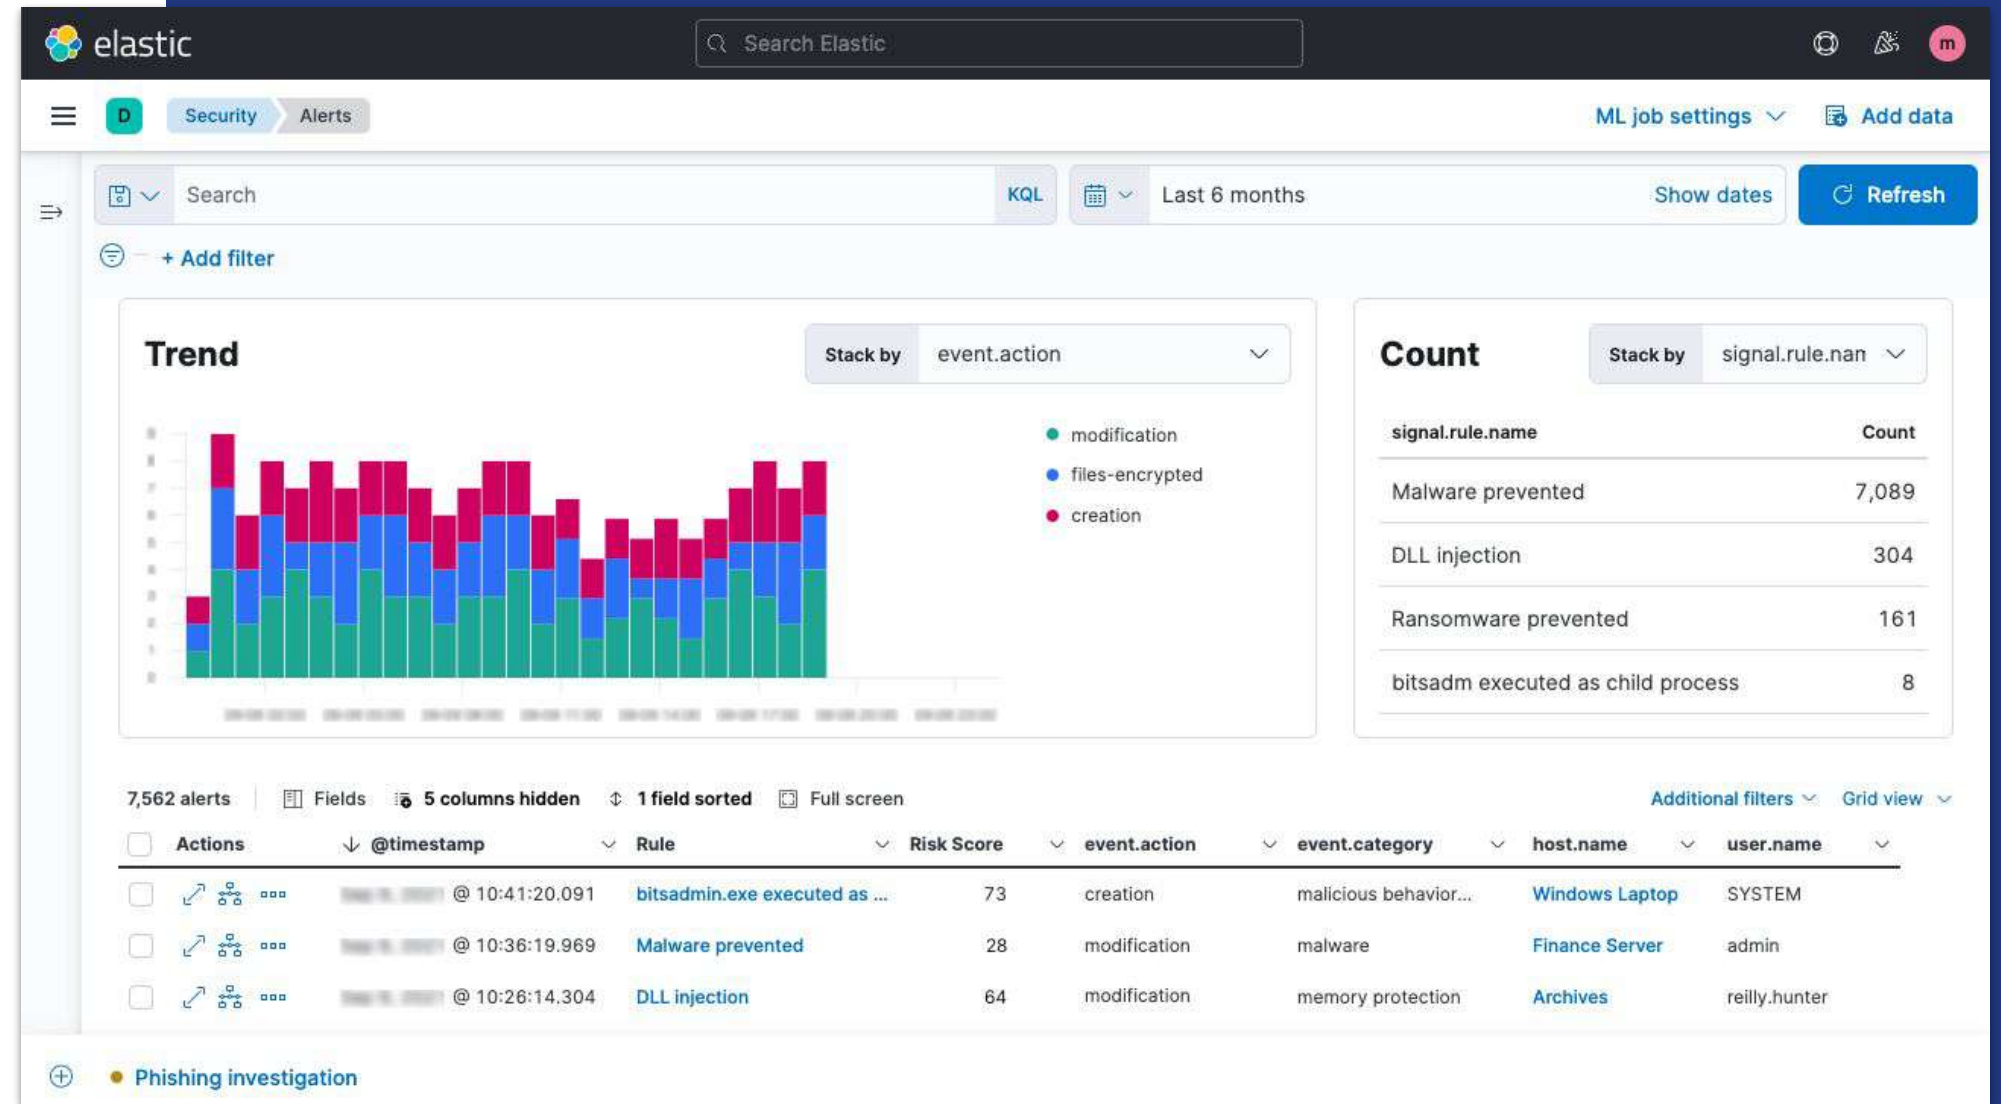 elastic
Search Elastic
m
D
Security
Alerts
ML job settings
Add data
Search
KQL
Last 6 months
Show dates
Refresh
+ Add filter
Trend
Stack by
event.action
modification
files-encrypted
creation
Count
Stack by
signal.rule.nam
signal.rule.name Count
Malware prevented 7,089
DLL injection 304
Ransomware prevented 161
bitsadm executed as child process 8
7,562 alerts Fields 5 columns hidden 1 field sorted Full screen Additional filters Grid view
Actions @timestamp Rule Risk Score event.action event.category host.name user.name
@ 10:41:20.091 bitsadmin.exe executed as ... 73 creation malicious behavior... Windows Laptop SYSTEM
@ 10:36:19.969 Malware prevented 28 modification malware Finance Server admin
@ 10:26:14.304 DLL injection 64 modification memory protection Archives reilly.hunter
Phishing investigation